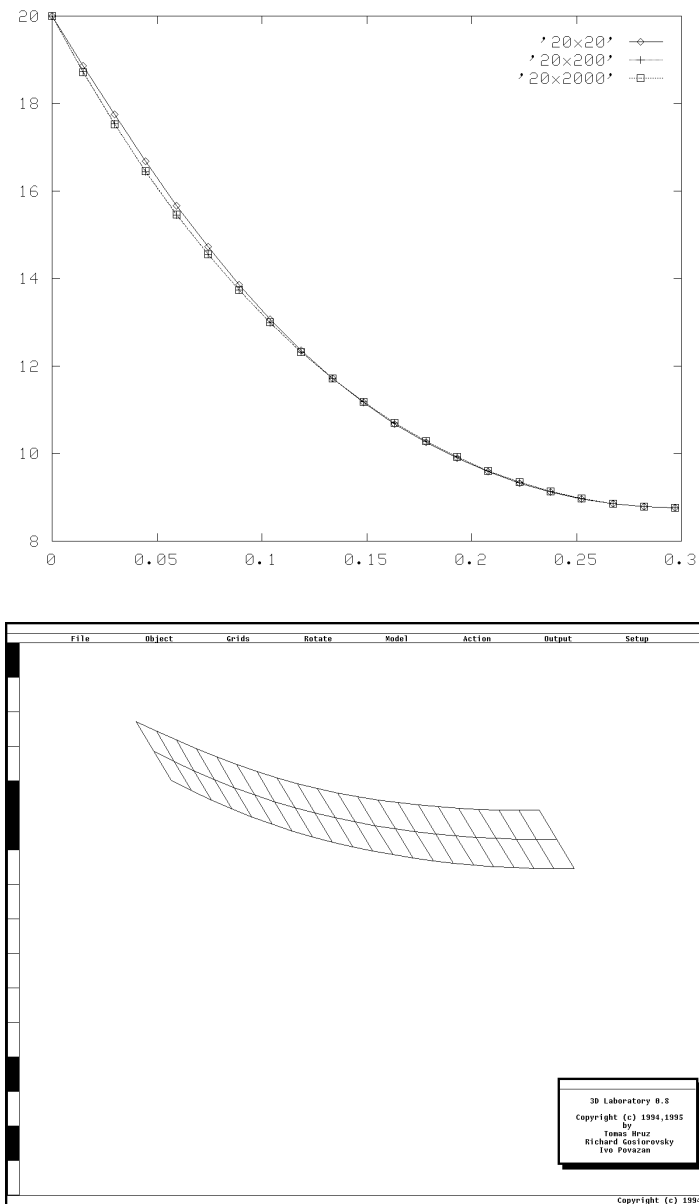 20
18
16
14
12
10
8
0 0.05 0.1 0.15 0.2 0.25 0.3
'20x20'
'20x200'
'20x2000'
File Object Grids Rotate Model Action Output Setup
3D Laboratory 0.8
Copyright (c) 1994,1995
by
Tomas Hruz
Richard Gosiorovsky
Ivo Povazan
Copyright (c) 1994